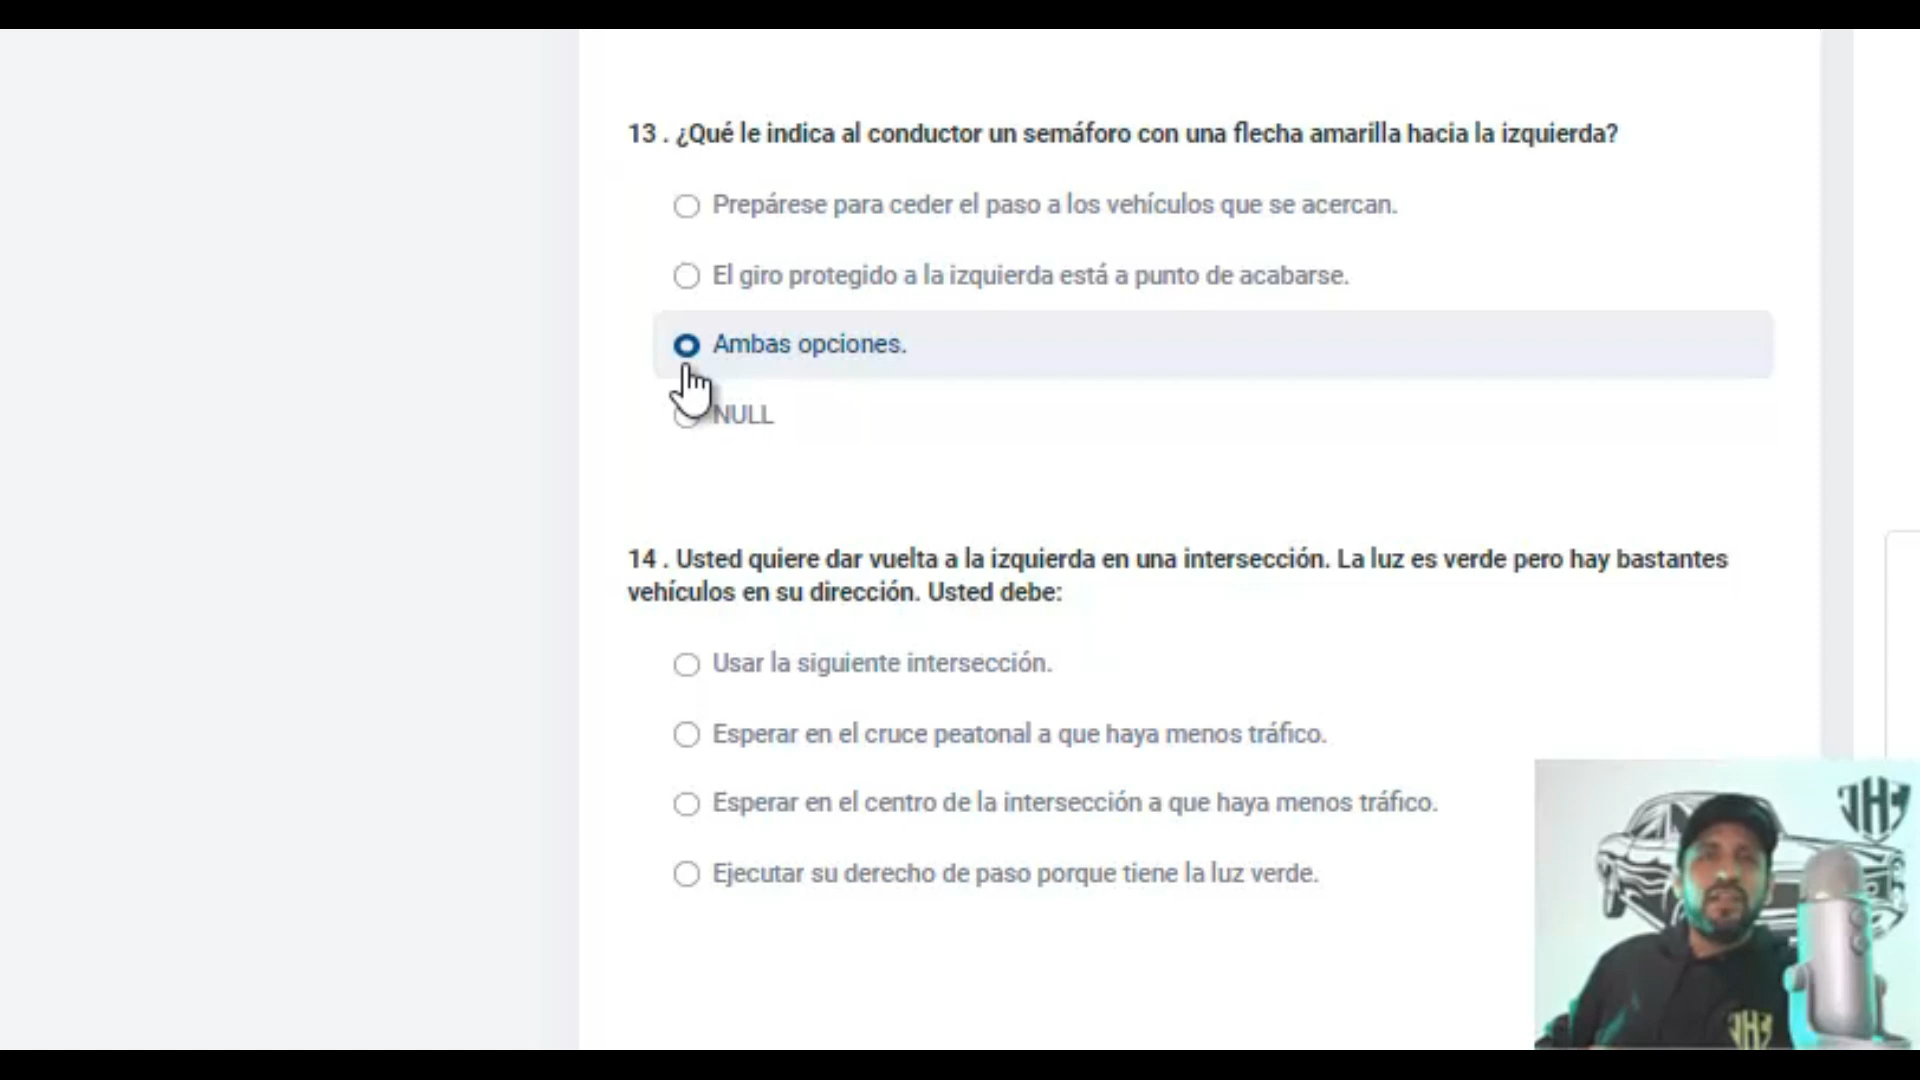 13 . ¿Qué le indica al conductor un semáforo con una flecha amarilla hacia la izquierda?
Prepárese para ceder el paso a los vehículos que se acercan.
El giro protegido a la izquierda está a punto de acabarse.
Ambas opciones.
NULL
14 . Usted quiere dar vuelta a la izquierda en una intersección. La luz es verde pero hay bastantes
vehículos en su dirección. Usted debe:
Usar la siguiente intersección.
Esperar en el cruce peatonal a que haya menos tráfico.
Esperar en el centro de la intersección a que haya menos tráfico.
Ejecutar su derecho de paso porque tiene la luz verde.